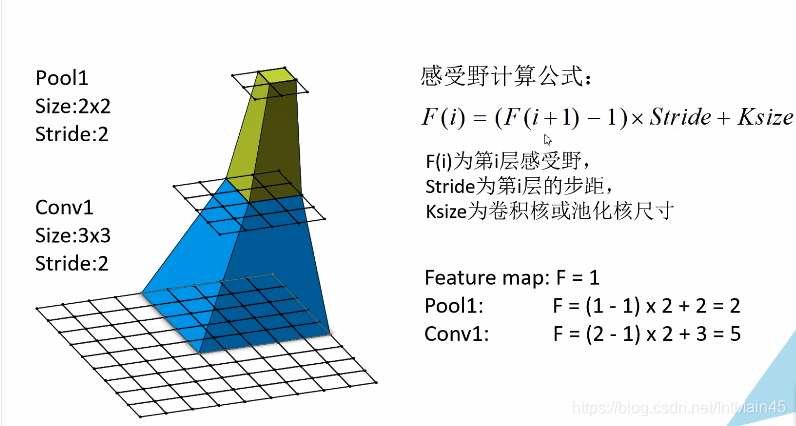 Pool1
Size:2x2
Stride:2
Conv1
Size:3x3
Stride:2
感受野计算公式：
F(i) = (F(i+1) − 1) × Stride + Ksize
F(i)为第i层感受野，
Stride为第i层的步距，
Ksize为卷积核或池化核尺寸
Feature map: F = 1
Pool1: F = (1 - 1) x 2 + 2 = 2
Conv1: F = (2 - 1) x 2 + 3 = 5
https://blog.csdn.net/IntMain45